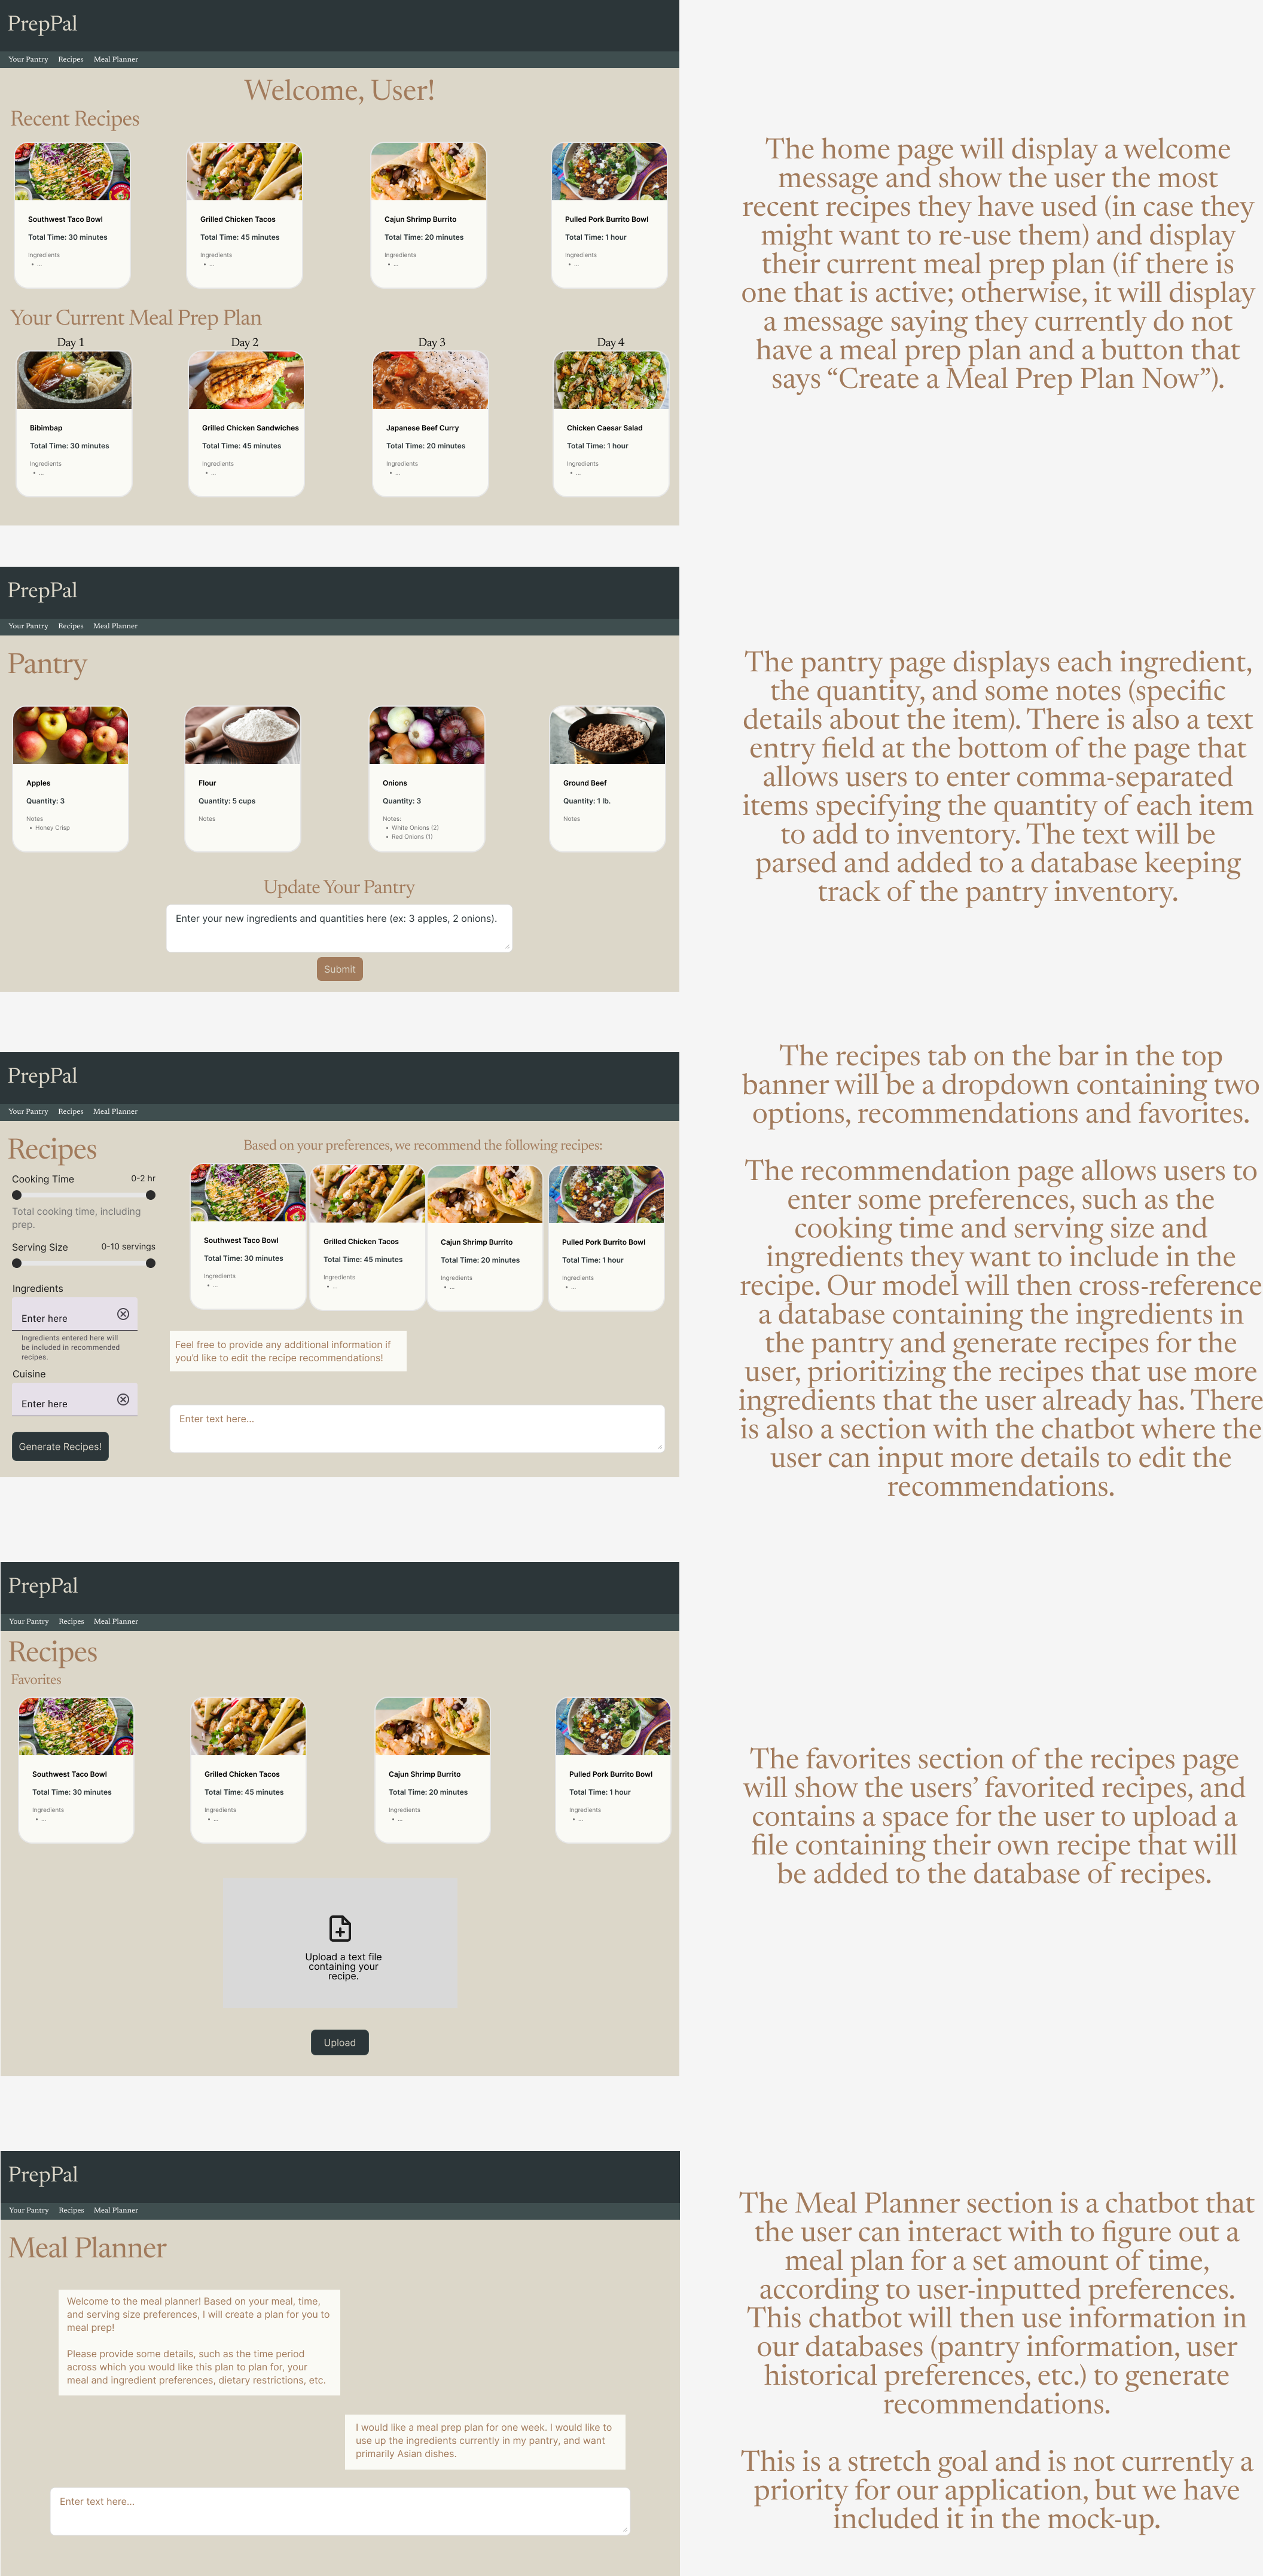 PrepPal
Your Pantry Recipes Meal Planner
Welcome, User!
Recent Recipes
Southwest Taco Bowl
Total Time: 30 minutes
Ingredients
• ...
Grilled Chicken Tacos
Total Time: 45 minutes
Ingredients
• ...
Cajun Shrimp Burrito
Total Time: 20 minutes
Ingredients
• ...
Pulled Pork Burrito Bowl
Total Time: 1 hour
Ingredients
• ...
Your Current Meal Prep Plan
Day 1
Bibimbap
Total Time: 30 minutes
Ingredients
• ...
Day 2
Grilled Chicken Sandwiches
Total Time: 45 minutes
Ingredients
• ...
Day 3
Japanese Beef Curry
Total Time: 20 minutes
Ingredients
• ...
Day 4
Chicken Caesar Salad
Total Time: 1 hour
Ingredients
• ...
The home page will display a welcome
message and show the user the most
recent recipes they have used (in case they
might want to re-use them) and display
their current meal prep plan (if there is
one that is active; otherwise, it will display
a message saying they currently do not
have a meal prep plan and a button that
says “Create a Meal Prep Plan Now”).
PrepPal
Your Pantry Recipes Meal Planner
Pantry
Apples
Quantity: 3
Notes
• Honey Crisp
Flour
Quantity: 5 cups
Notes
Onions
Quantity: 3
Notes:
• White Onions (2)
• Red Onions (1)
Ground Beef
Quantity: 1 lb.
Notes
Update Your Pantry
Enter your new ingredients and quantities here (ex: 3 apples, 2 onions).
Submit
The pantry page displays each ingredient,
the quantity, and some notes (specific
details about the item). There is also a text
entry field at the bottom of the page that
allows users to enter comma-separated
items specifying the quantity of each item
to add to inventory. The text will be
parsed and added to a database keeping
track of the pantry inventory.
PrepPal
Your Pantry Recipes Meal Planner
Recipes
Cooking Time 0-2 hr
Total cooking time, including
prep.
Serving Size 0-10 servings
Ingredients
Enter here
Ingredients entered here will
be included in recommended
recipes.
Cuisine
Enter here
Generate Recipes!
Based on your preferences, we recommend the following recipes:
Southwest Taco Bowl
Total Time: 30 minutes
Ingredients
• ...
Grilled Chicken Tacos
Total Time: 45 minutes
Ingredients
• ...
Cajun Shrimp Burrito
Total Time: 20 minutes
Ingredients
• ...
Pulled Pork Burrito Bowl
Total Time: 1 hour
Ingredients
• ...
Feel free to provide any additional information if
you’d like to edit the recipe recommendations!
Enter text here...
The recipes tab on the bar in the top
banner will be a dropdown containing two
options, recommendations and favorites.
The recommendation page allows users to
enter some preferences, such as the
cooking time and serving size and
ingredients they want to include in the
recipe. Our model will then cross-reference
a database containing the ingredients in
the pantry and generate recipes for the
user, prioritizing the recipes that use more
ingredients that the user already has. There
is also a section with the chatbot where the
user can input more details to edit the
recommendations.
PrepPal
Your Pantry Recipes Meal Planner
Recipes
Favorites
Southwest Taco Bowl
Total Time: 30 minutes
Ingredients
• ...
Grilled Chicken Tacos
Total Time: 45 minutes
Ingredients
• ...
Cajun Shrimp Burrito
Total Time: 20 minutes
Ingredients
• ...
Pulled Pork Burrito Bowl
Total Time: 1 hour
Ingredients
• ...
Upload a text file
containing your
recipe.
Upload
The favorites section of the recipes page
will show the users’ favorited recipes, and
contains a space for the user to upload a
file containing their own recipe that will
be added to the database of recipes.
PrepPal
Your Pantry Recipes Meal Planner
Meal Planner
Welcome to the meal planner! Based on your meal, time,
and serving size preferences, I will create a plan for you to
meal prep!
Please provide some details, such as the time period
across which you would like this plan to plan for, your
meal and ingredient preferences, dietary restrictions, etc.
I would like a meal prep plan for one week. I would like to
use up the ingredients currently in my pantry, and want
primarily Asian dishes.
Enter text here...
The Meal Planner section is a chatbot that
the user can interact with to figure out a
meal plan for a set amount of time,
according to user-inputted preferences.
This chatbot will then use information in
our databases (pantry information, user
historical preferences, etc.) to generate
recommendations.
This is a stretch goal and is not currently a
priority for our application, but we have
included it in the mock-up.